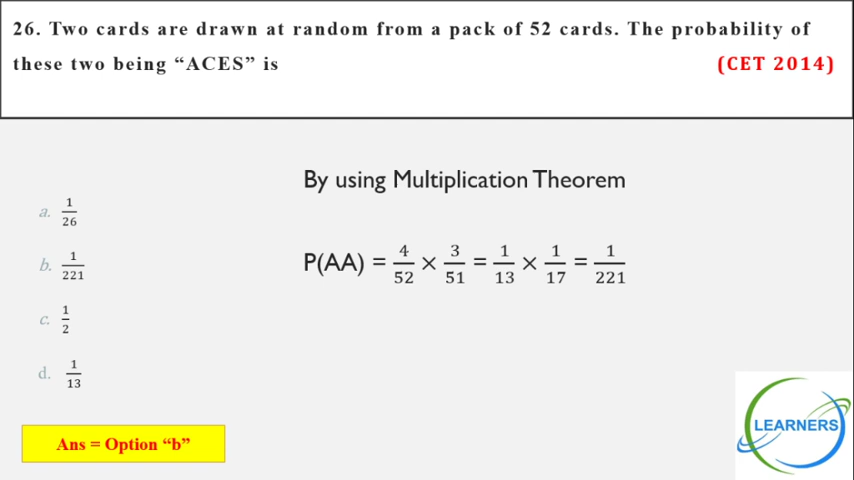 26. Two cards are drawn at random from a pack of 52 cards. The probability of
these two being “ACES” is (CET 2014)
By using Multiplication Theorem
a. 1/26
b. 1/221
P(AA) = 4/52 × 3/51 = 1/13 × 1/17 = 1/221
c. 1/2
d. 1/13
Ans = Option “b”
LEARNERS